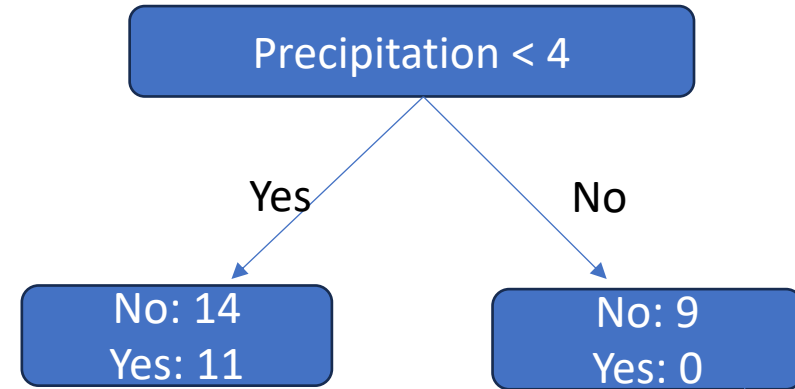 Precipitation < 4
Yes
No
No: 14
Yes: 11
No: 9
Yes: 0